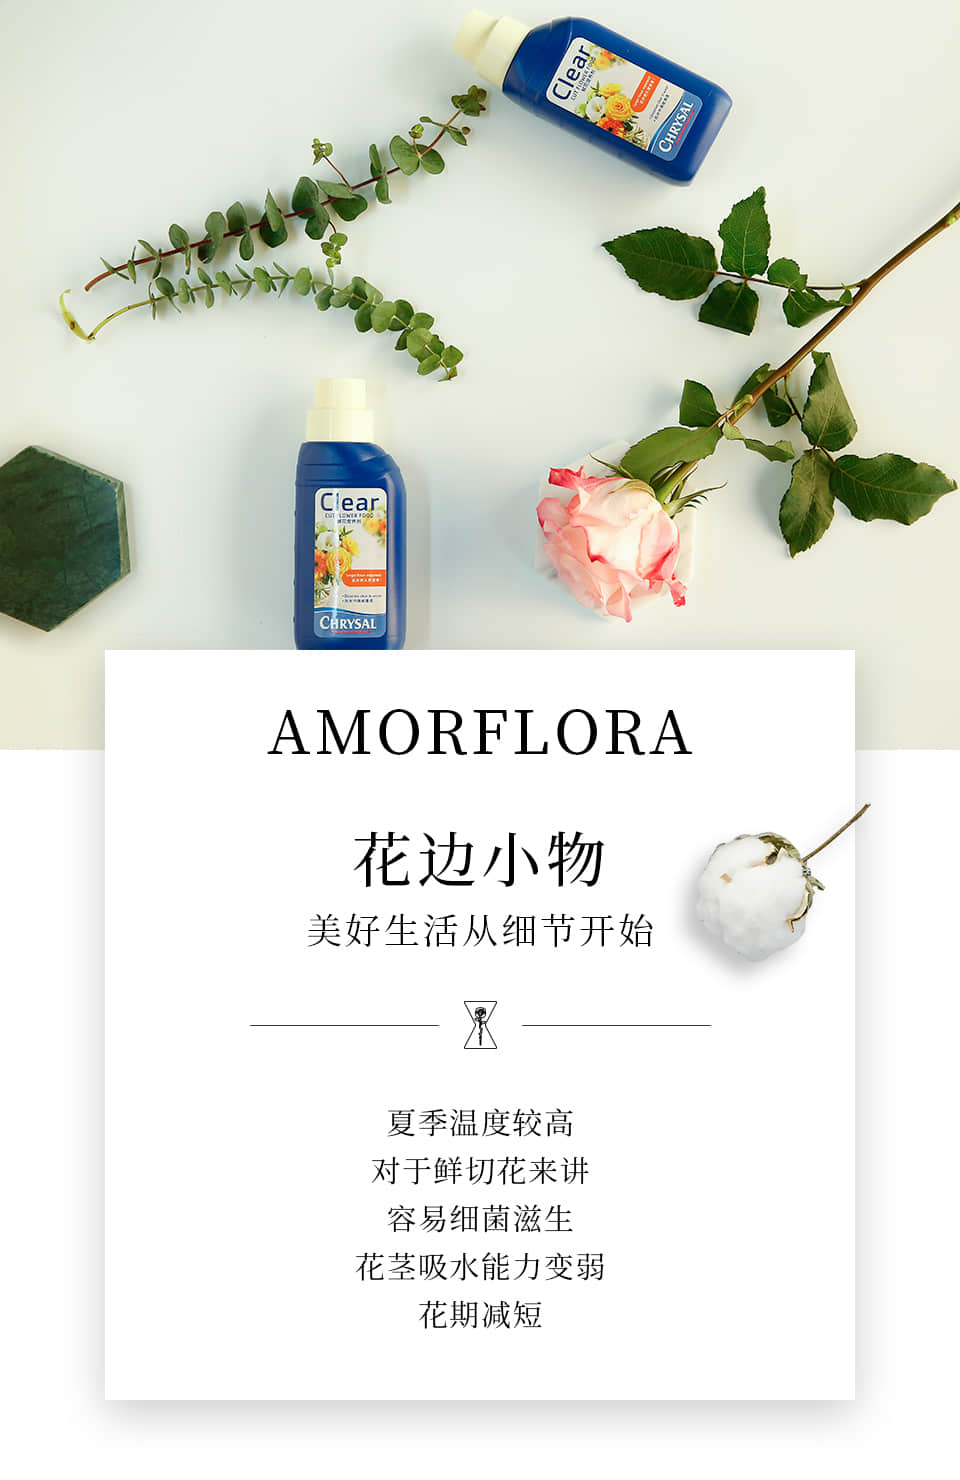 Clear
CUT FLOWER FOOD
CHRYSAL
Clear
CUT FLOWER FOOD
CHRYSAL
AMORFLORA
花边小物
美好生活从细节开始
夏季温度较高
对于鲜切花来讲
容易细菌滋生
花茎吸水能力变弱
花期减短